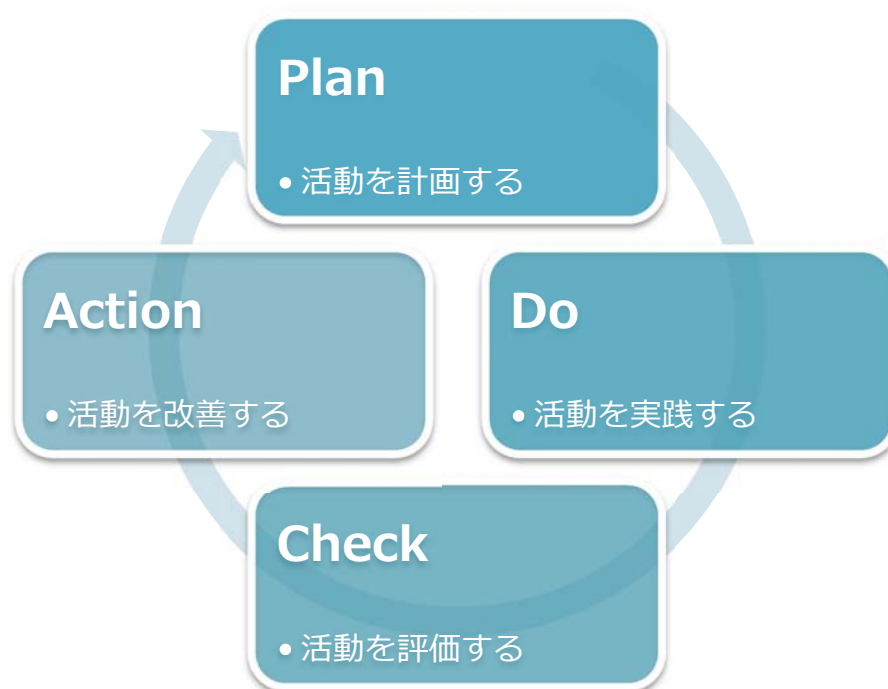 Plan
• 活動を計画する
Action
• 活動を改善する
Do
• 活動を実践する
Check
• 活動を評価する